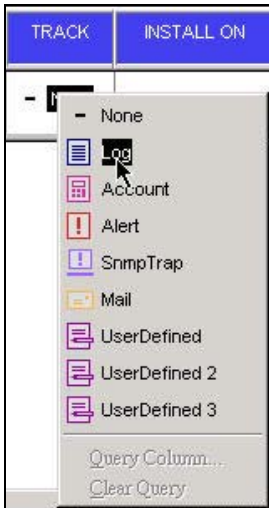 TRACK INSTALL ON
None
Log
Account
Alert
SnmpTrap
Mail
UserDefined
UserDefined 2
UserDefined 3
Query Column...
Clear Query